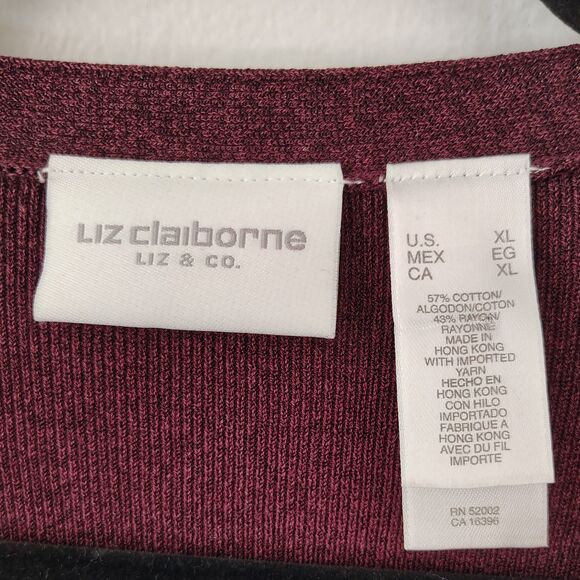 Liz claiborne
LIZ & CO.
U.S. XL
MEX EG
CA XL
57% COTTON/
ALGODON/COTON
43% RAYON/
RAYONNE
MADE IN
HONG KONG
WITH IMPORTED
YARN
HECHO EN
HONG KONG
CON HILO
IMPORTADO
FABRIQUE A
HONG KONG
AVEC DU FIL
IMPORTE
RN 52002
CA 16396